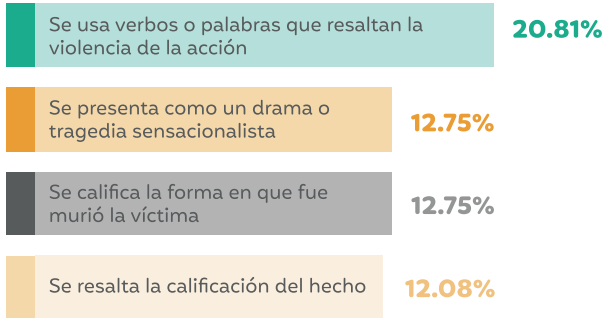 Se usa verbos o palabras que resaltan la
violencia de la acción
20.81%
Se presenta como un drama o
tragedia sensacionalista
12.75%
Se califica la forma en que fue
murió la víctima
12.75%
Se resalta la calificación del hecho
12.08%